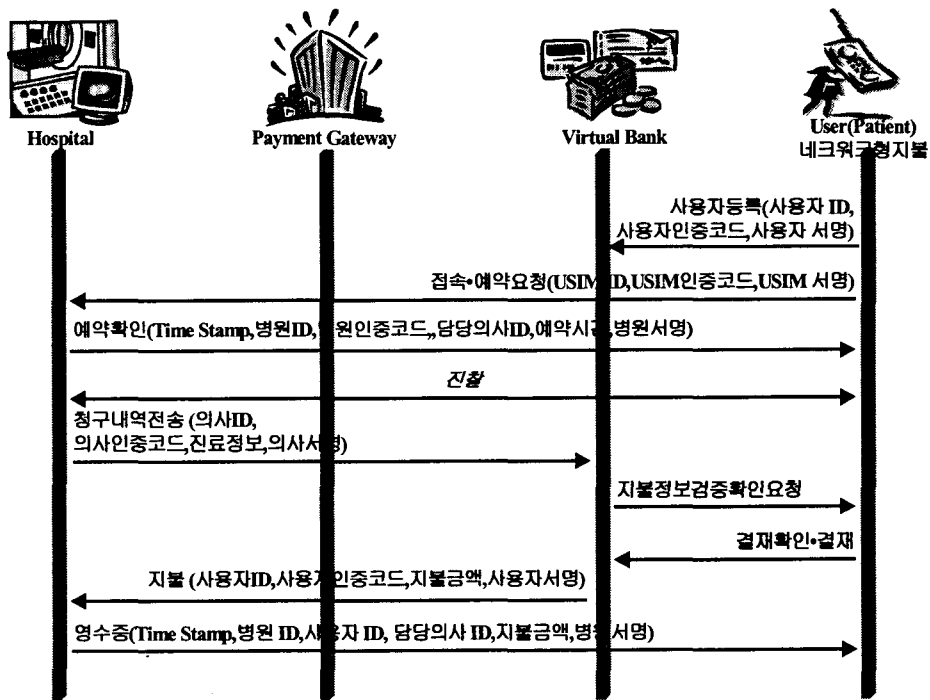 Hospital
Payment Gateway
Virtual Bank
User(Patient)
네크워크형지불
사용자등록(사용자 ID,
사용자인증코드,사용자 서명)
접속•예약요청(USIM ID,USIM인증코드,USIM 서명)
예약확인(Time Stamp,병원ID,병원인증코드,,담당의사ID,예약시간,병원서명)
진찰
청구내역전송 (의사ID,
의사인증코드,진료정보,의사서명)
지불정보검증확인요청
결재확인•결재
지불 (사용자ID,사용자인증코드,지불금액,사용자서명)
영수증(Time Stamp,병원 ID,사용자 ID, 담당의사 ID,지불금액,병원서명)